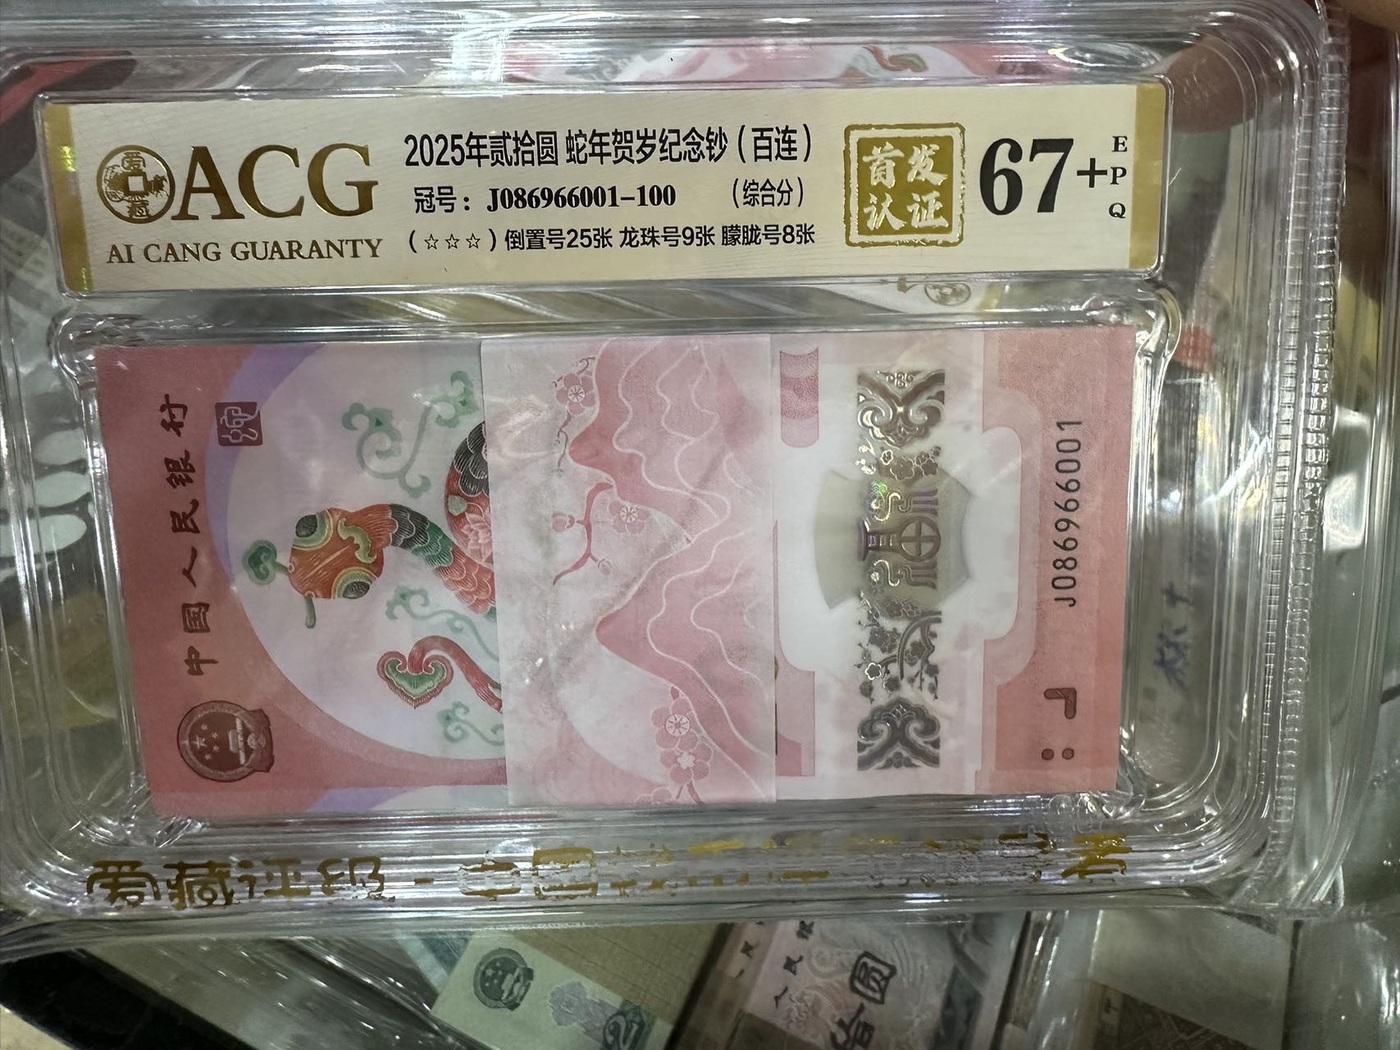 ACG
AI CANG GUARANTY
2025年贰拾圆 蛇年贺岁纪念钞（百连）
冠号：J086966001-100 （综合分）
（☆☆☆）倒置号25张 龙珠号9张 朦胧号8张
首发
认证
67+
EPQ
中国人民银行
J086966001
爱藏评级